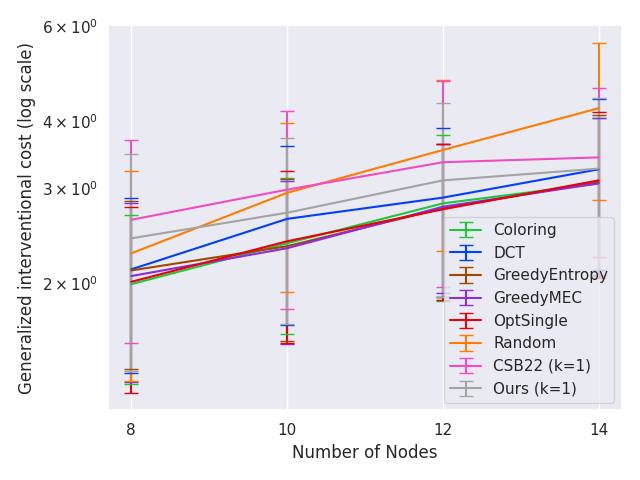 Generalized interventional cost (log scale)
6 × 10⁰
4 × 10⁰
3 × 10⁰
2 × 10⁰
8
10
12
14
Number of Nodes
Coloring
DCT
GreedyEntropy
GreedyMEC
OptSingle
Random
CSB22 (k=1)
Ours (k=1)